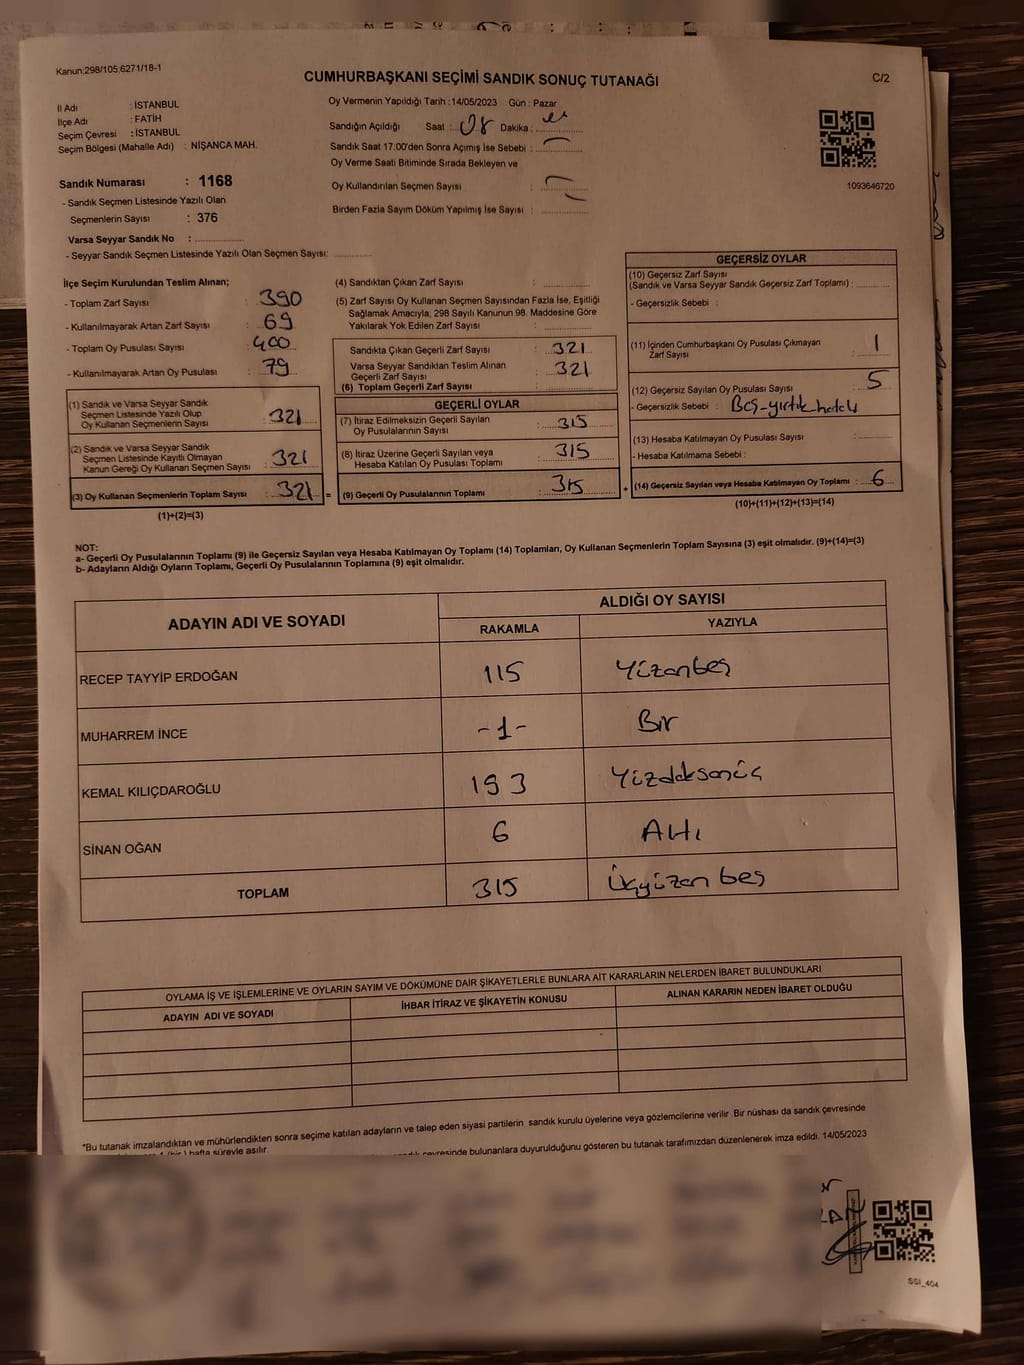 Kanun:298/105:6271/18-1
CUMHURBAŞKANI SEÇİMİ SANDIK SONUÇ TUTANAĞI
C/2
İl Adı : İSTANBUL
İlçe Adı : FATİH
Seçim Çevresi : İSTANBUL
Seçim Bölgesi (Mahalle Adı) : NİŞANCA MAH.
Oy Vermenin Yapıldığı Tarih : 14/05/2023 Gün : Pazar
Sandığın Açıldığı Saat : 08 Dakika :
Sandık Saat 17:00'den Sonra Açımış İse Sebebi :
Oy Verme Saati Bitiminde Sırada Bekleyen ve
Oy Kullandırılan Seçmen Sayısı :
Birden Fazla Sayım Döküm Yapılmış İse Sayısı :
1093646720
Sandık Numarası : 1168
- Sandık Seçmen Listesinde Yazılı Olan
Seçmenlerin Sayısı : 376
Varsa Seyyar Sandık No :
- Seyyar Sandık Seçmen Listesinde Yazılı Olan Seçmen Sayısı:
İlçe Seçim Kurulundan Teslim Alınan;
- Toplam Zarf Sayısı : 390
- Kullanılmayarak Artan Zarf Sayısı : 69
- Toplam Oy Pusulası Sayısı : 400
- Kullanılmayarak Artan Oy Pusulası : 79
(1) Sandık ve Varsa Seyyar Sandık
Seçmen Listesinde Yazılı Olup
Oy Kullanan Seçmenlerin Sayısı : 321
(2) Sandık ve Varsa Seyyar Sandık
Seçmen Listesinde Kayıtlı Olmayan
Kanun Gereği Oy Kullanan Seçmen Sayısı : 321
(3) Oy Kullanan Seçmenlerin Toplam Sayısı : 321 =
(1)+(2)=(3)
(4) Sandıktan Çıkan Zarf Sayısı :
(5) Zarf Sayısı Oy Kullanan Seçmen Sayısından Fazla İse, Eşitliği
Sağlamak Amacıyla; 298 Sayılı Kanunun 98. Maddesine Göre
Yakılarak Yok Edilen Zarf Sayısı :
Sandıkta Çıkan Geçerli Zarf Sayısı : 321
Varsa Seyyar Sandıktan Teslim Alınan
Geçerli Zarf Sayısı : 321
(6) Toplam Geçerli Zarf Sayısı :
GEÇERLİ OYLAR
(7) İtiraz Edilmeksizin Geçerli Sayılan
Oy Pusulalarının Sayısı : 315
(8) İtiraz Üzerine Geçerli Sayılan veya
Hesaba Katılan Oy Pusulası Toplamı : 315
(9) Geçerli Oy Pusulalarının Toplamı : 315 +
GEÇERSİZ OYLAR
(10) Geçersiz Zarf Sayısı
(Sandık ve Varsa Seyyar Sandık Geçersiz Zarf Toplamı) :
- Geçersizlik Sebebi :
(11) İçinden Cumhurbaşkanı Oy Pusulası Çıkmayan
Zarf Sayısı : 1
(12) Geçersiz Sayılan Oy Pusulası Sayısı : 5
- Geçersizlik Sebebi : Boş-yırtık hatalı
(13) Hesaba Katılmayan Oy Pusulası Sayısı :
- Hesaba Katılmama Sebebi :
(14) Geçersiz Sayılan veya Hesaba Katılmayan Oy Toplamı : 6
(10)+(11)+(12)+(13)=(14)
NOT:
a- Geçerli Oy Pusulalarının Toplamı (9) ile Geçersiz Sayılan veya Hesaba Katılmayan Oy Toplamı (14) Toplamları, Oy Kullanan Seçmenlerin Toplam Sayısına (3) eşit olmalıdır. (9)+(14)=(3)
b- Adayların Aldığı Oyların Toplamı, Geçerli Oy Pusulalarının Toplamına (9) eşit olmalıdır.
ADAYIN ADI VE SOYADI
ALDIĞI OY SAYISI
RAKAMLA YAZIYLA
RECEP TAYYİP ERDOĞAN 115 Yüzonbeş
MUHARREM İNCE -1- Bir
KEMAL KILIÇDAROĞLU 193 Yüzdoksanüç
SİNAN OĞAN 6 Altı
TOPLAM 315 Üçyüzon beş
OYLAMA İŞ VE İŞLEMLERİNE VE OYLARIN SAYIM VE DÖKÜMÜNE DAİR ŞİKAYETLERLE BUNLARA AİT KARARLARIN NELERDEN İBARET BULUNDUKLARI
ADAYIN ADI VE SOYADI İHBAR İTİRAZ VE ŞİKAYETİN KONUSU ALINAN KARARIN NEDEN İBARET OLDUĞU
*Bu tutanak imzalandıktan ve mühürlendikten sonra seçime katılan adayların ve talep eden siyasi partilerin sandık kurulu üyelerine veya gözlemcilerine verilir. Bir nüshası da sandık çevresinde
1 (bir) hafta süreyle asılır.
çevresinde bulunanlara duyurulduğunu gösteren bu tutanak tarafımızdan düzenlenerek imza edildi. 14/05/2023
SGI_404